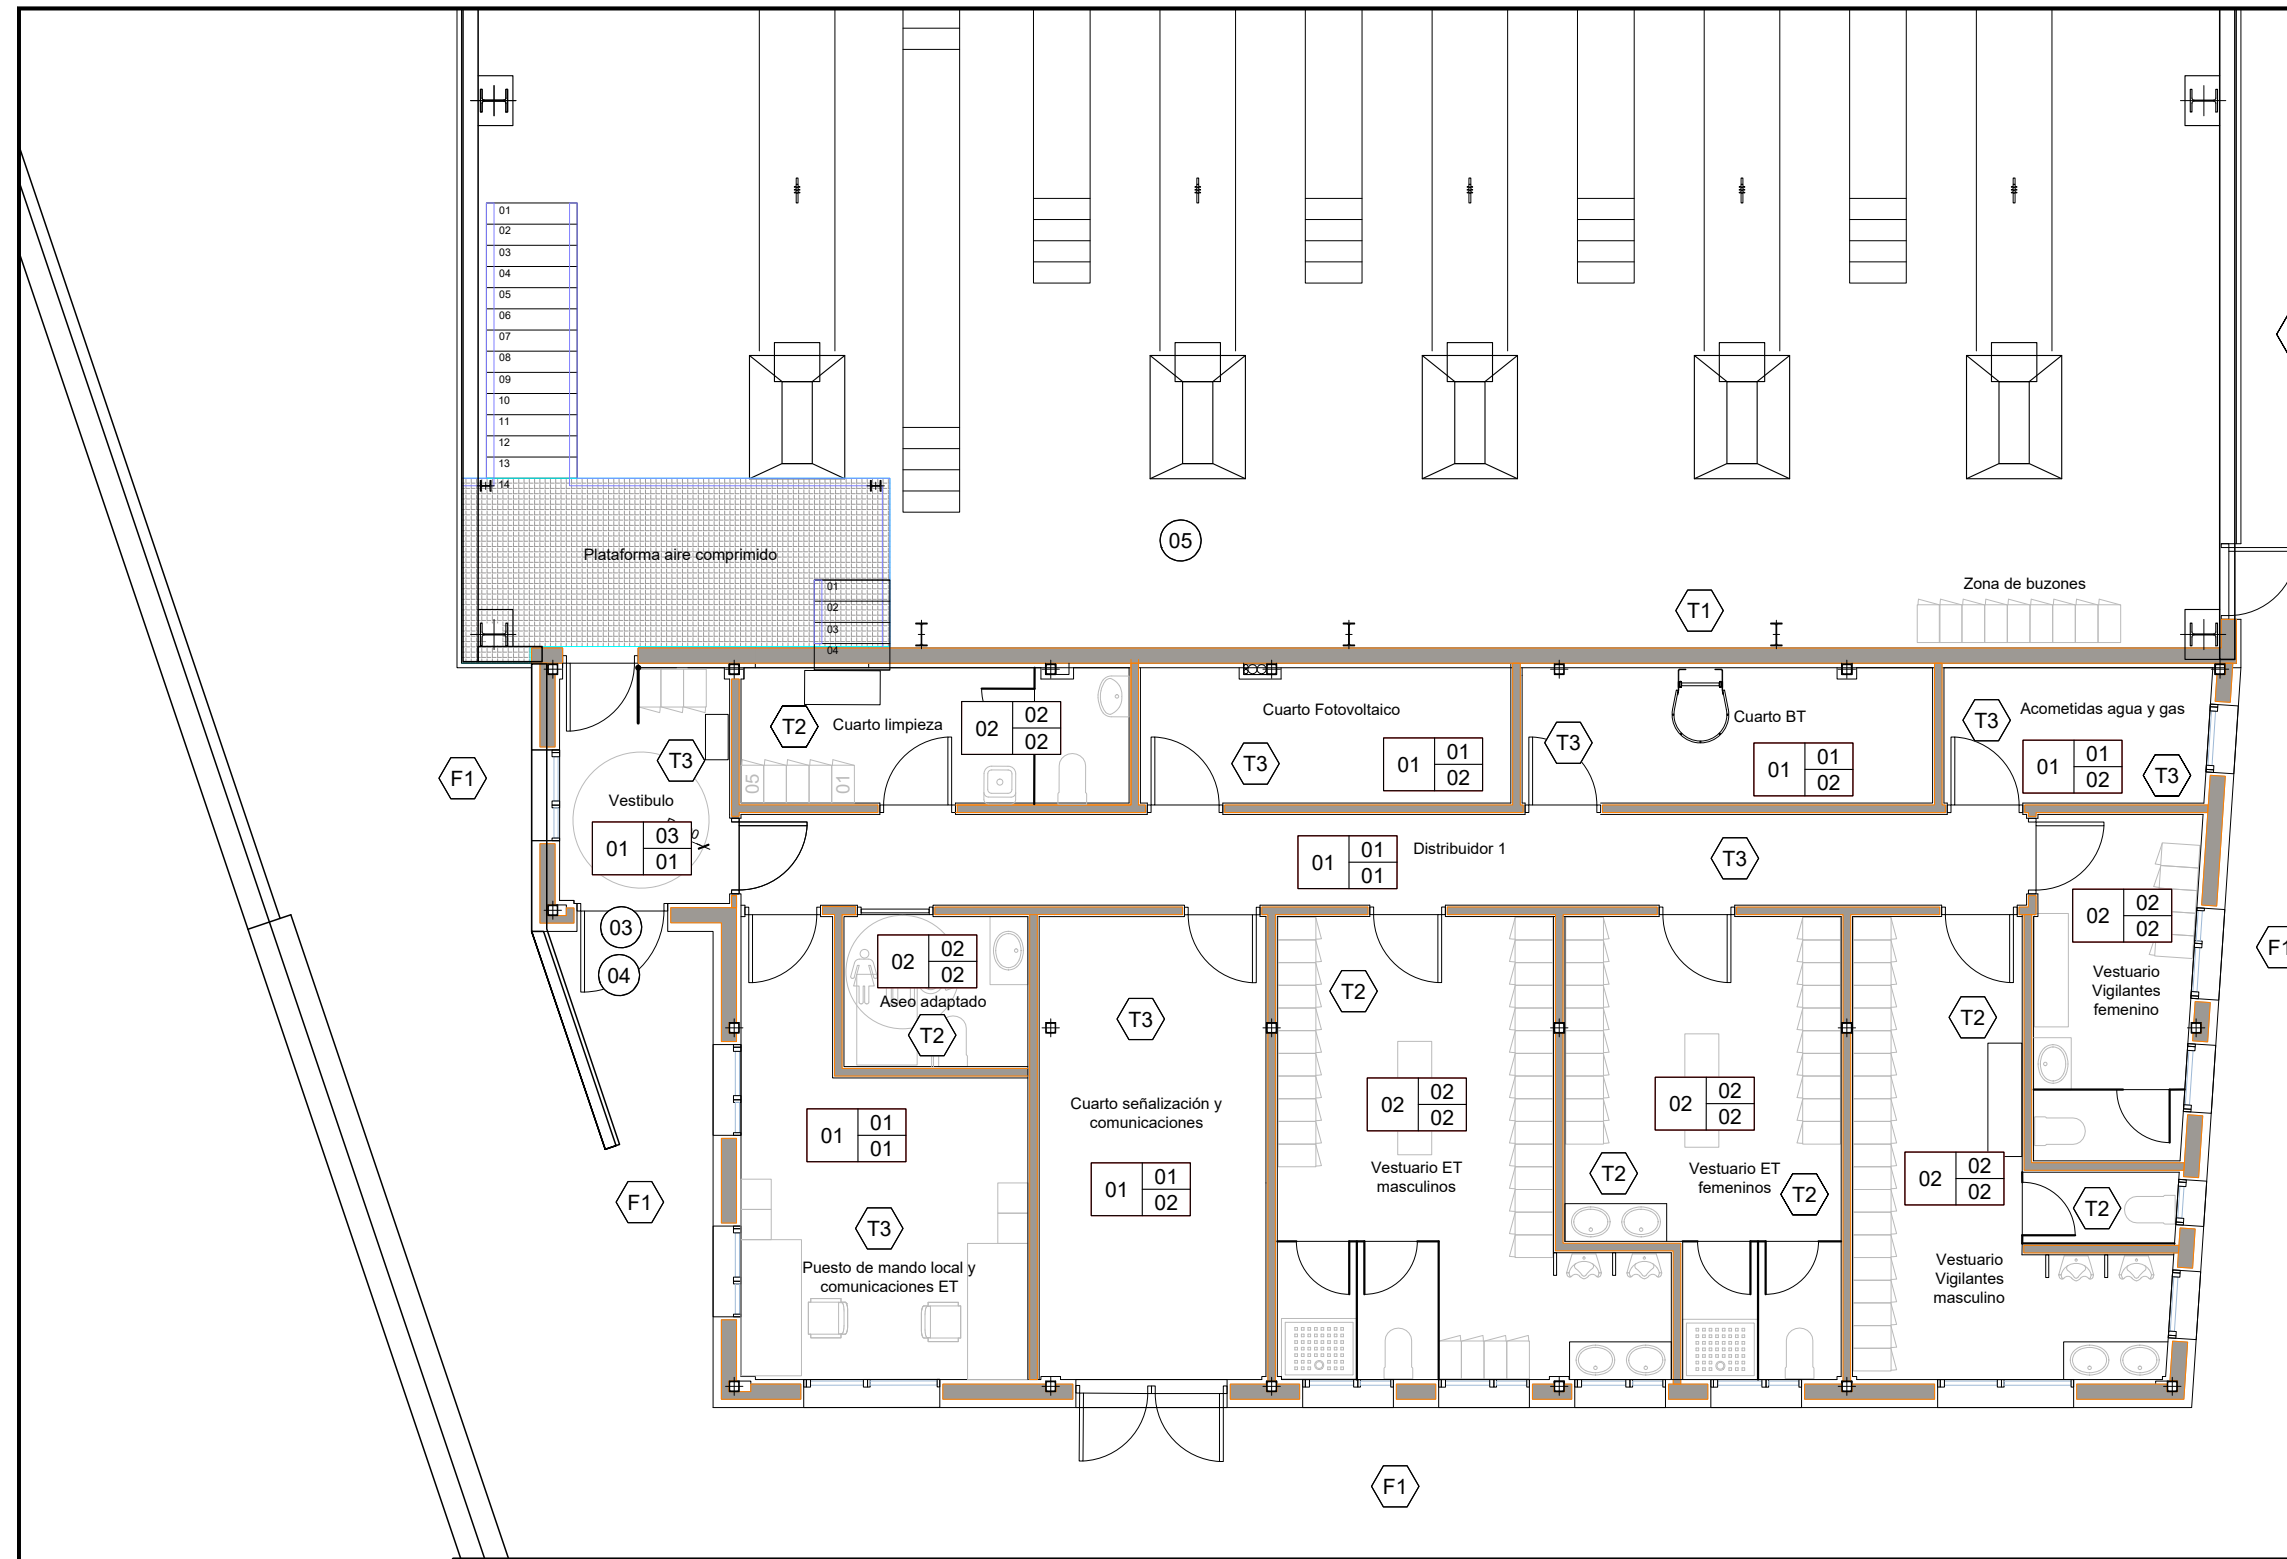 01
02
03
04
05
06
07
08
09
10
11
12
13
14
Plataforma aire comprimido
05
01
02
03
04
T1
Zona de buzones
F1
T3
Vestibulo
01
03
01
T2
Cuarto limpieza
02
02
02
05
01
Cuarto Fotovoltaico
T3
01
01
02
T3
Cuarto BT
01
01
02
T3
Acometidas agua y gas
01
01
02
T3
01
01
01
Distribuidor 1
T3
03
04
02
02
02
Aseo adaptado
T2
T3
T2
T2
02
02
02
Vestuario
Vigilantes
femenino
F1
01
01
01
T3
Puesto de mando local y
comunicaciones ET
Cuarto señalización y
comunicaciones
01
01
02
02
02
02
Vestuario ET
masculinos
02
02
02
T2
Vestuario ET
femeninos
T2
02
02
02
T2
Vestuario
Vigilantes
masculino
F1
F1